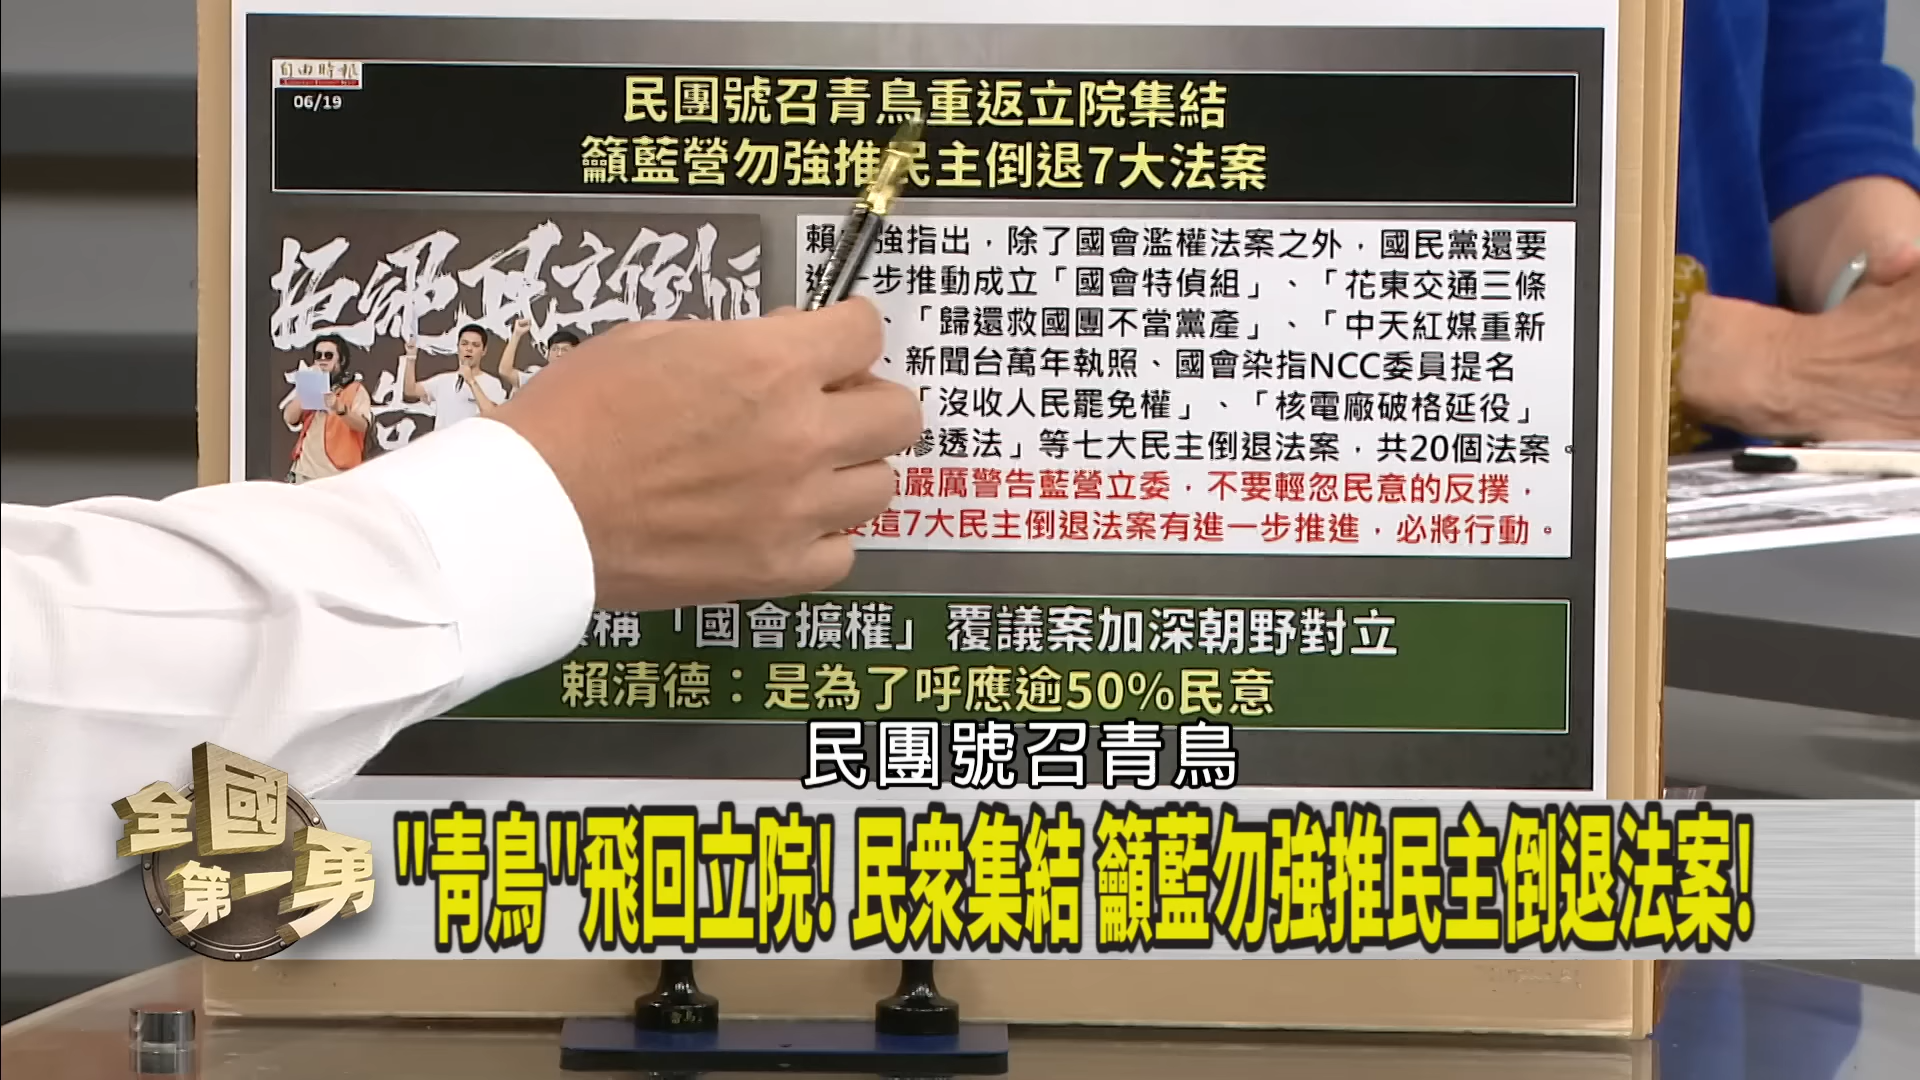 自由時報
06/19
民團號召青鳥重返立院集結
籲藍營勿強推民主倒退7大法案
拒絕民主倒退
賴 強指出，除了國會濫權法案之外，國民黨還要
進一步推動成立「國會特偵組」、「花東交通三條
、「歸還救國團不當黨產」、「中天紅媒重新
、新聞台萬年執照、國會染指NCC委員提名
「沒收人民罷免權」、「核電廠破格延役」
滲透法」等七大民主倒退法案，共20個法案。
嚴厲警告藍營立委，不要輕忽民意的反撲，
這7大民主倒退法案有進一步推進，必將行動。
稱「國會擴權」覆議案加深朝野對立
賴清德：是為了呼應逾50%民意
民團號召青鳥
全國第一勇
"青鳥"飛回立院! 民眾集結 籲藍勿強推民主倒退法案!